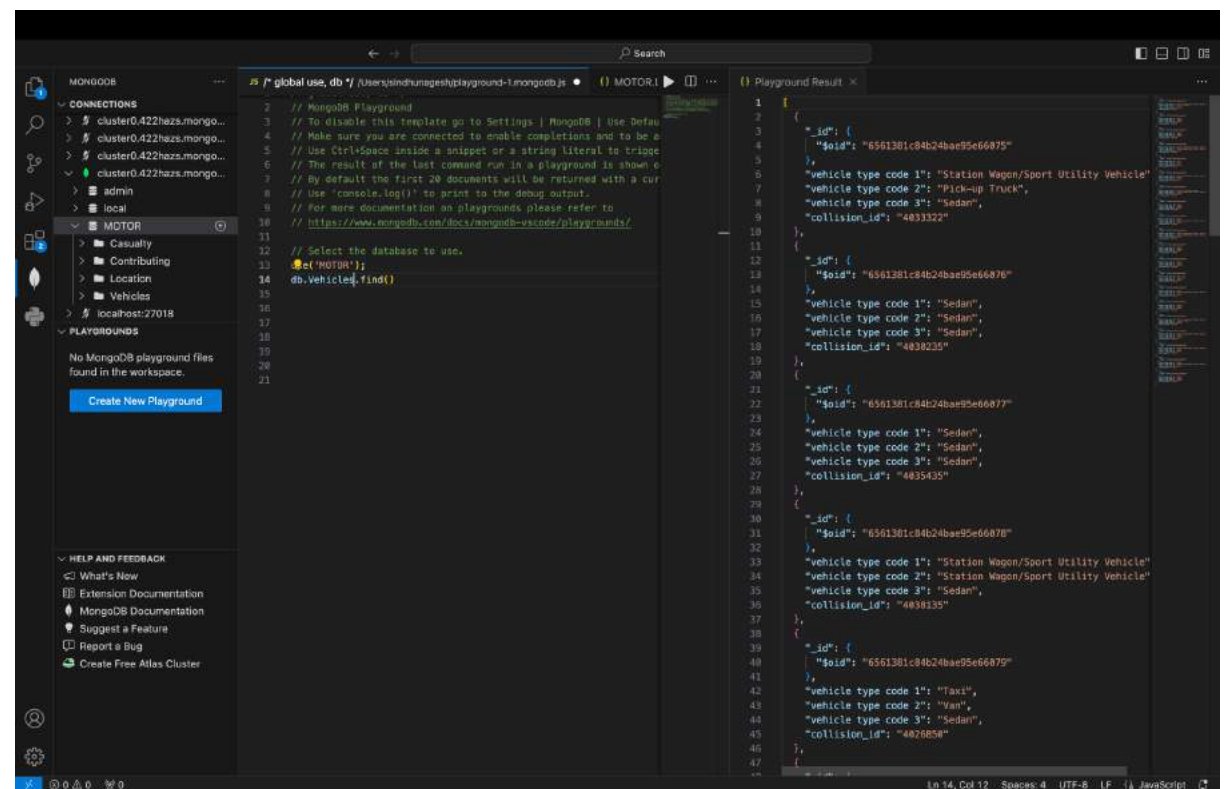 Search
MONGODB
CONNECTIONS
cluster0.422hazs.mongo...
cluster0.422hazs.mongo...
cluster0.422hazs.mongo...
cluster0.422hazs.mongo...
admin
local
MOTOR
Casualty
Contributing
Location
Vehicles
localhost:27018
PLAYGROUNDS
No MongoDB playground files
found in the workspace.
Create New Playground
HELP AND FEEDBACK
What's New
Extension Documentation
MongoDB Documentation
Suggest a Feature
Report a Bug
Create Free Atlas Cluster
JS /* global use, db */ /Users/sindhunagesh/playground-1.mongodb.js
{} MOTOR.
2 // MongoDB Playground
3 // To disable this template go to Settings | MongoDB | Use Defau
4 // Make sure you are connected to enable completions and to be a
5 // Use Ctrl+Space inside a snippet or a string literal to trigge
6 // The result of the last command run in a playground is shown o
7 // By default the first 20 documents will be returned with a cur
8 // Use 'console.log()' to print to the debug output.
9 // For more documentation on playgrounds please refer to
10 // https://www.mongodb.com/docs/mongodb-vscode/playgrounds/
11
12 // Select the database to use.
13 e('MOTOR');
14 db.Vehicles.find()
15
16
17
18
19
20
21
{} Playground Result
1 [
2 {
3 "_id": {
4 "$oid": "6561381c84b24bae95e66075"
5 },
6 "vehicle type code 1": "Station Wagon/Sport Utility Vehicle"
7 "vehicle type code 2": "Pick-up Truck",
8 "vehicle type code 3": "Sedan",
9 "collision_id": "4033322"
10 },
11 {
12 "_id": {
13 "$oid": "6561381c84b24bae95e66076"
14 },
15 "vehicle type code 1": "Sedan",
16 "vehicle type code 2": "Sedan",
17 "vehicle type code 3": "Sedan",
18 "collision_id": "4030235"
19 },
20 {
21 "_id": {
22 "$oid": "6561381c84b24bae95e66077"
23 },
24 "vehicle type code 1": "Sedan",
25 "vehicle type code 2": "Sedan",
26 "vehicle type code 3": "Sedan",
27 "collision_id": "4035435"
28 },
29 {
30 "_id": {
31 "$oid": "6561381c84b24bae95e66078"
32 },
33 "vehicle type code 1": "Station Wagon/Sport Utility Vehicle"
34 "vehicle type code 2": "Station Wagon/Sport Utility Vehicle"
35 "vehicle type code 3": "Sedan",
36 "collision_id": "4038135"
37 },
38 {
39 "_id": {
40 "$oid": "6561381c84b24bae95e66079"
41 },
42 "vehicle type code 1": "Taxi",
43 "vehicle type code 2": "Van",
44 "vehicle type code 3": "Sedan",
45 "collision_id": "4026850"
46 },
47 {
0 0 0
Ln 14, Col 12 Spaces: 4 UTF-8 LF {} JavaScript